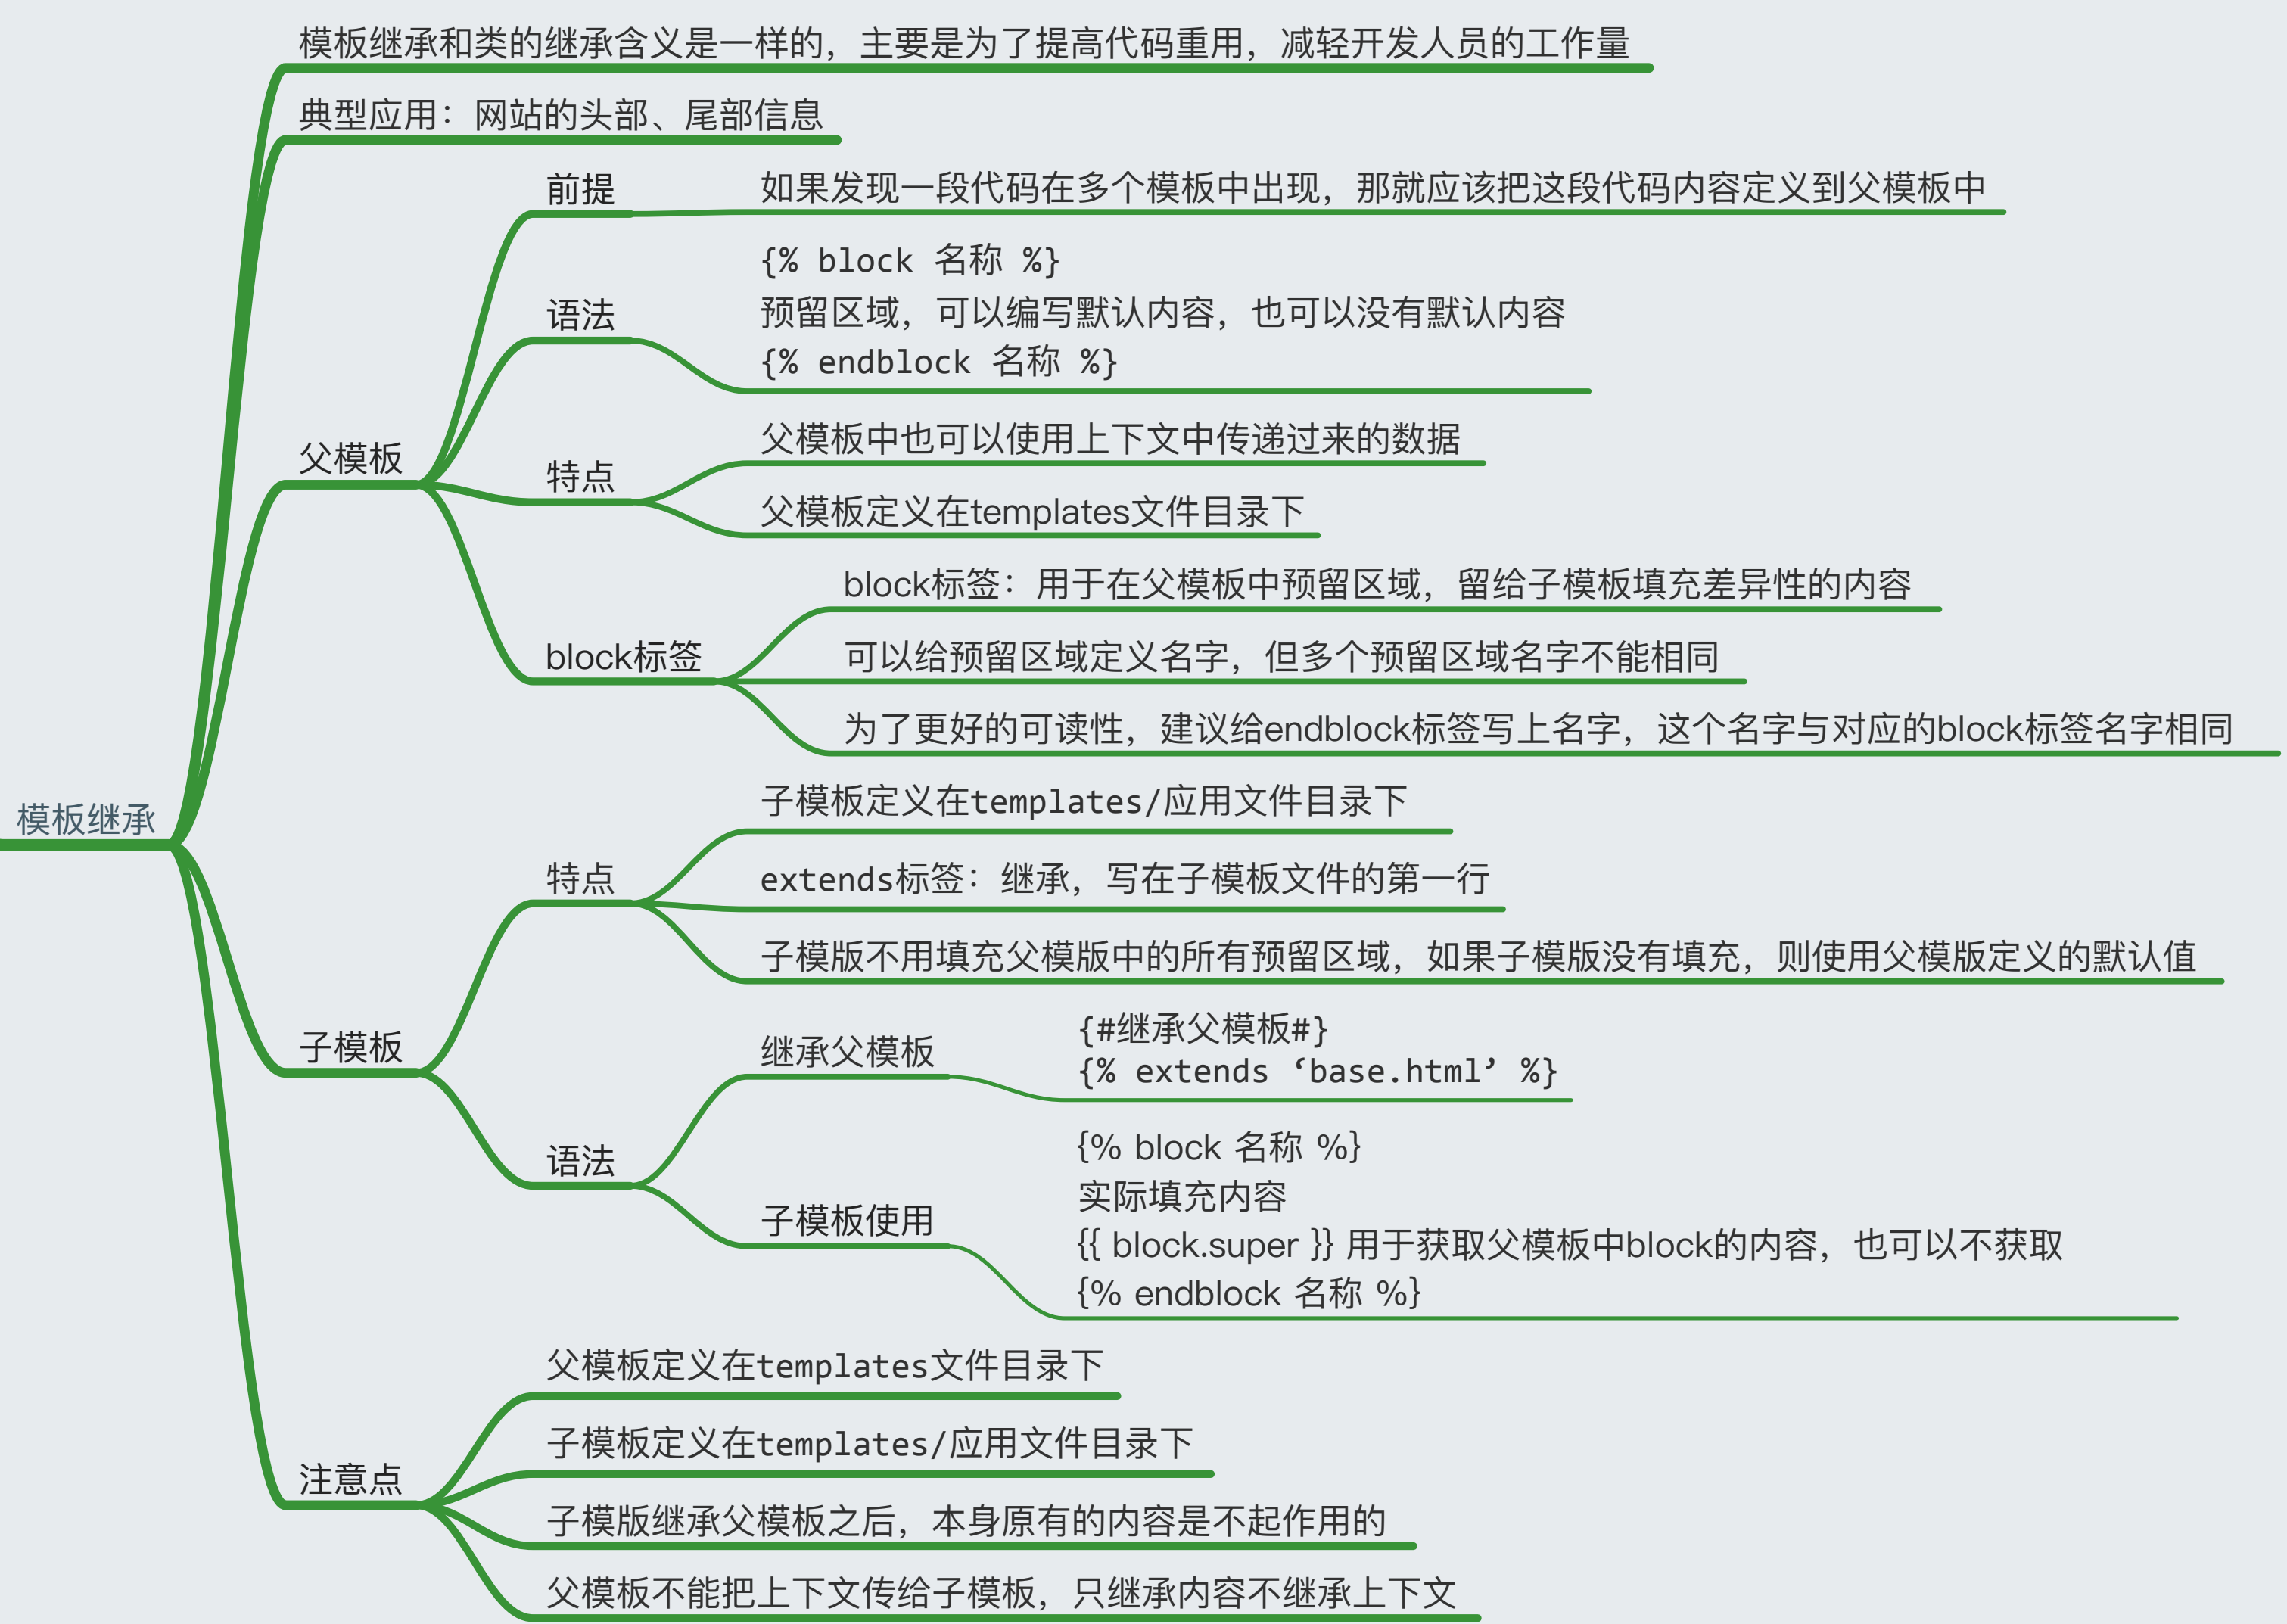 模板继承和类的继承含义是一样的，主要是为了提高代码重用，减轻开发人员的工作量
典型应用：网站的头部、尾部信息
前提
如果发现一段代码在多个模板中出现，那就应该把这段代码内容定义到父模板中
{% block 名称 %}
语法
预留区域，可以编写默认内容，也可以没有默认内容
{% endblock 名称 %}
父模板
特点
父模板中也可以使用上下文中传递过来的数据
父模板定义在templates文件目录下
block标签
block标签：用于在父模板中预留区域，留给子模板填充差异性的内容
可以给预留区域定义名字，但多个预留区域名字不能相同
为了更好的可读性，建议给endblock标签写上名字，这个名字与对应的block标签名字相同
模板继承
子模板
特点
子模板定义在templates/应用文件目录下
extends标签：继承，写在子模板文件的第一行
子模版不用填充父模版中的所有预留区域，如果子模版没有填充，则使用父模版定义的默认值
语法
继承父模板
{#继承父模板#}
{% extends ‘base.html’ %}
子模板使用
{% block 名称 %}
实际填充内容
{{ block.super }} 用于获取父模板中block的内容，也可以不获取
{% endblock 名称 %}
注意点
父模板定义在templates文件目录下
子模板定义在templates/应用文件目录下
子模版继承父模板之后，本身原有的内容是不起作用的
父模板不能把上下文传给子模板，只继承内容不继承上下文